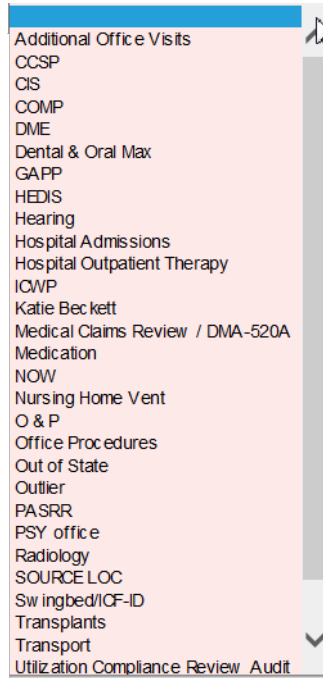 Additional Office Visits
CCSP
CIS
COMP
DME
Dental & Oral Max
GAPP
HEDIS
Hearing
Hospital Admissions
Hospital Outpatient Therapy
ICWP
Katie Beckett
Medical Claims Review / DMA-520A
Medication
NOW
Nursing Home Vent
O & P
Office Procedures
Out of State
Outlier
PASRR
PSY office
Radiology
SOURCE LOC
Swingbed/ICF-ID
Transplants
Transport
Utilization Compliance Review Audit